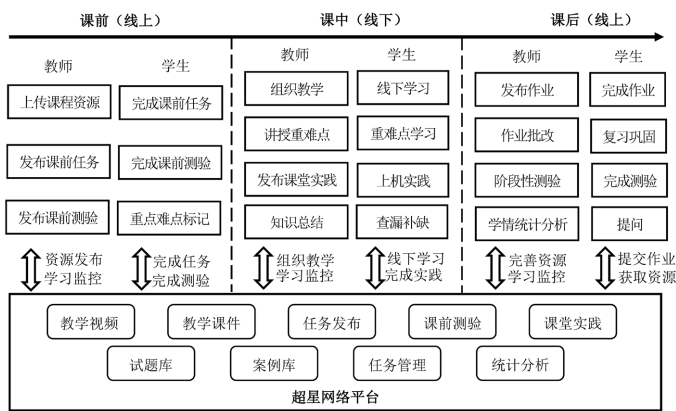 课前（线上）
课中（线下）
课后（线上）
教师
学生
教师
学生
教师
学生
上传课程资源
完成课前任务
组织教学
线下学习
发布作业
完成作业
讲授重难点
重难点学习
作业批改
复习巩固
发布课前任务
完成课前测验
发布课堂实践
上机实践
阶段性测验
完成测验
发布课前测验
重点难点标记
知识总结
查漏补缺
学情统计分析
提问
资源发布
学习监控
完成任务
完成测验
组织教学
学习监控
线下学习
完成实践
完善资源
学习监控
提交作业
获取资源
教学视频
教学课件
任务发布
课前测验
课堂实践
试题库
案例库
任务管理
统计分析
超星网络平台